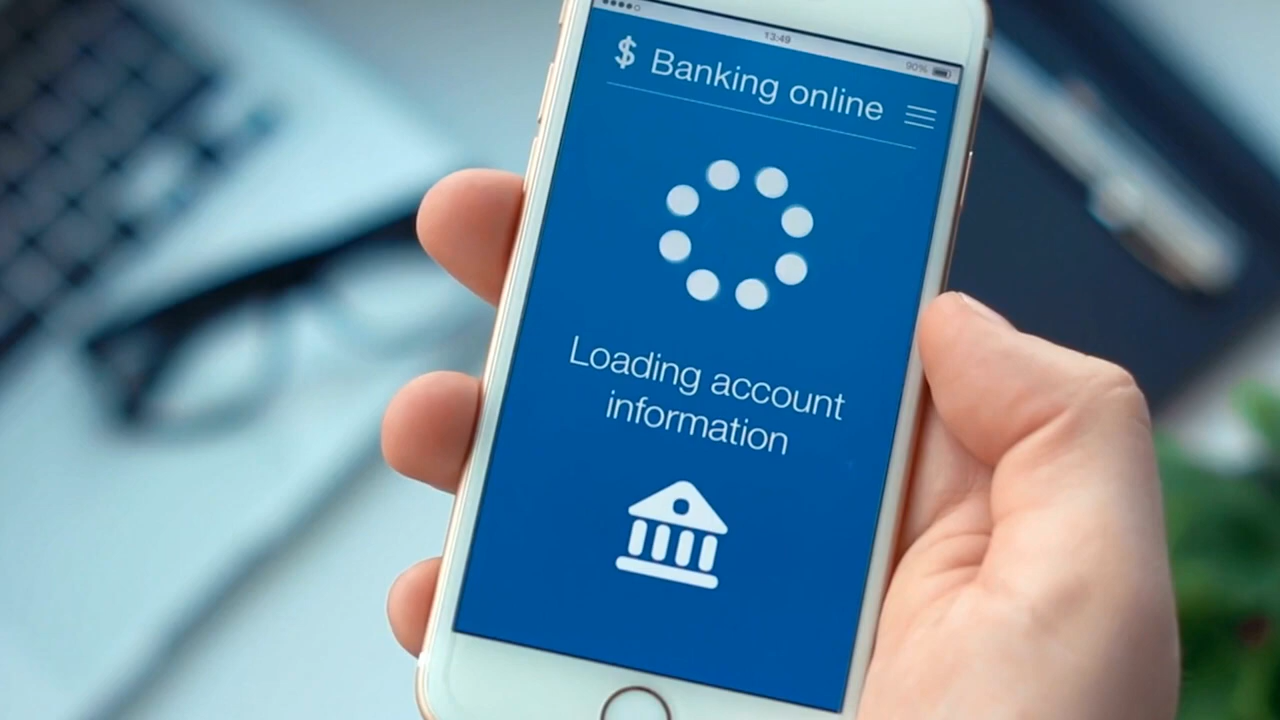 13:49
90%
$ Banking online
Loading account
information